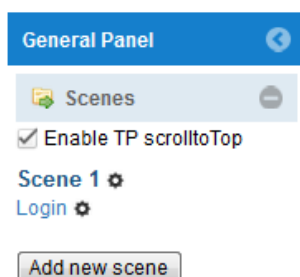 General Panel
Scenes
Enable TP scrolltoTop
Scene 1
Login
Add new scene